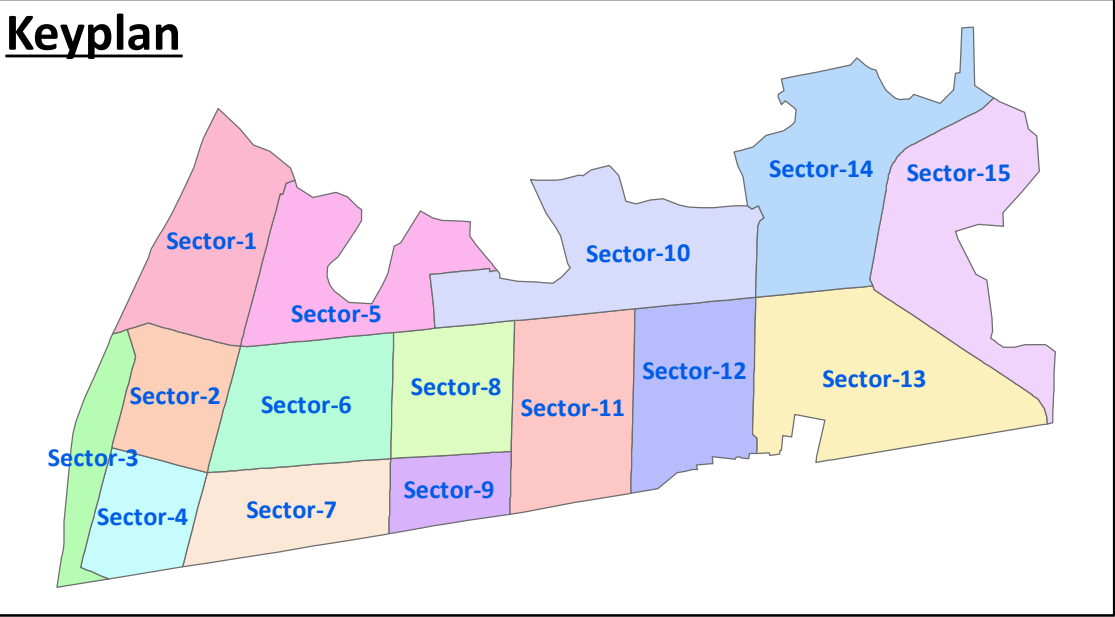 Keyplan
Sector-14
Sector-15
Sector-1
Sector-10
Sector-5
Sector-12
Sector-13
Sector-8
Sector-2
Sector-6
Sector-11
Sector-3
Sector-9
Sector-7
Sector-4